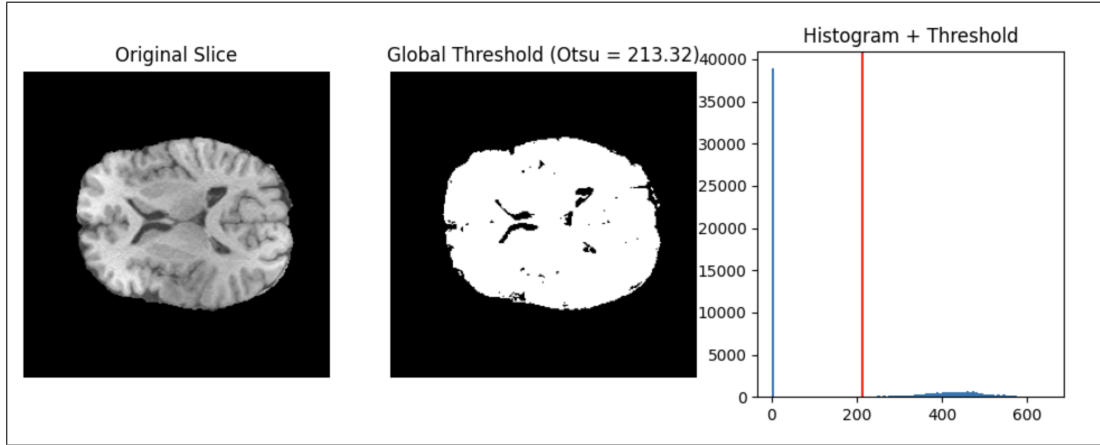 Original Slice
Global Threshold (Otsu = 213.32)
Histogram + Threshold
40000
35000
30000
25000
20000
15000
10000
5000
0
0 200 400 600